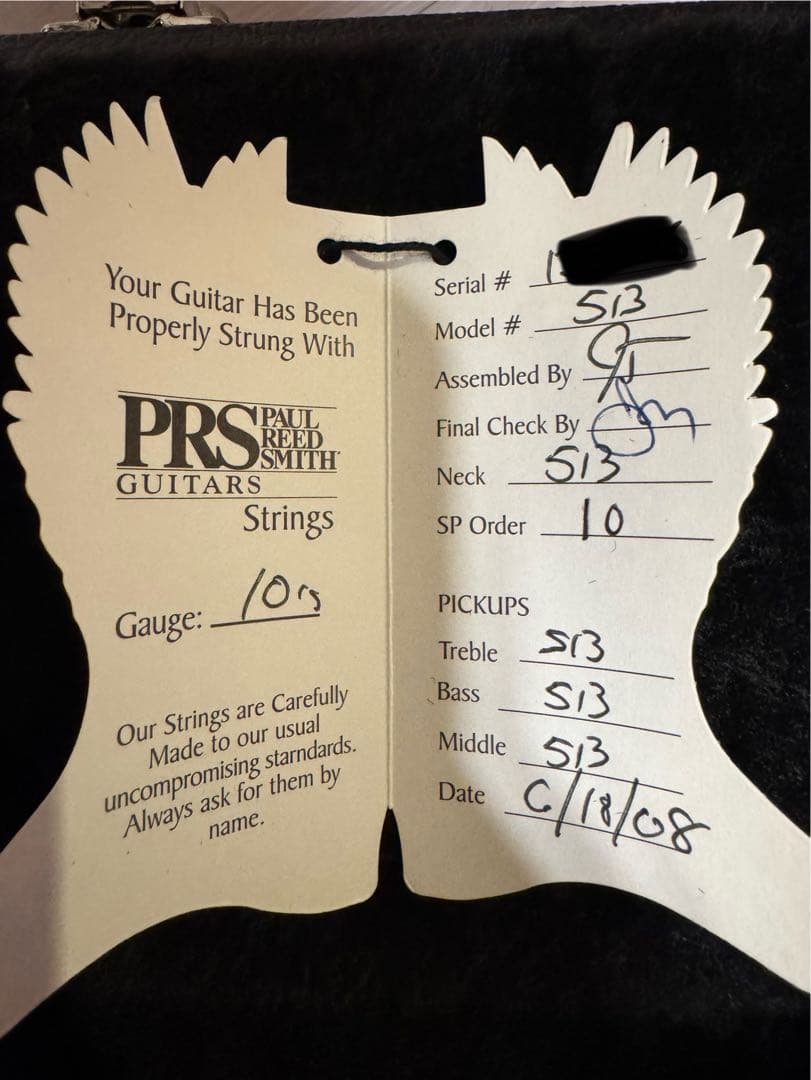 Your Guitar Has Been
Properly Strung With
PRS PAUL
REED
SMITH
GUITARS
Strings
Gauge: 10's
Our Strings are Carefully
Made to our usual
uncompromising starndards.
Always ask for them by
name.
Serial # 1
Model # 513
Assembled By
Final Check By
Neck 513
SP Order 10
PICKUPS
Treble 513
Bass 513
Middle 513
Date 6/18/08